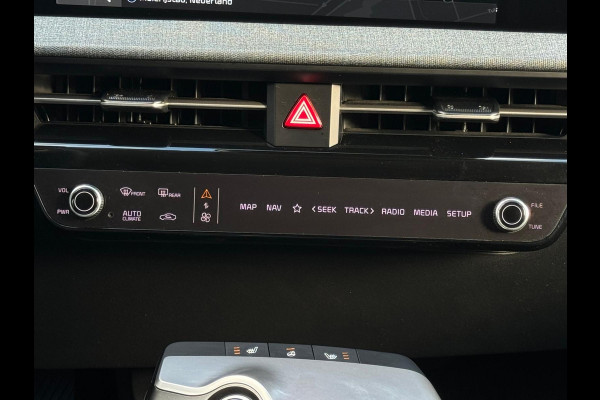 Nederland
VOL
FRONT
REAR
MAP NAV SEEK TRACK RADIO MEDIA SETUP
FILE
PWR
AUTO
CLIMATE
TUNE